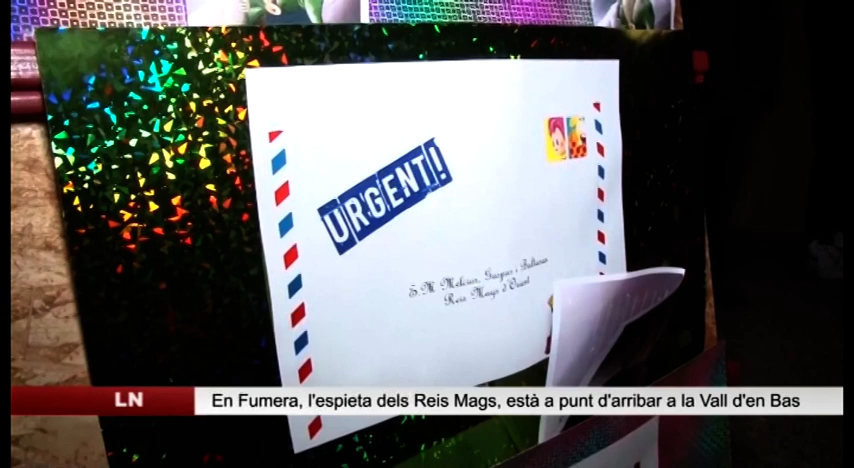 URGENT!
S.M. Melcior, Gaspar i Baltasar
Reis Mags d'Orient
LN
En Fumera, l'espieta dels Reis Mags, està a punt d'arribar a la Vall d'en Bas